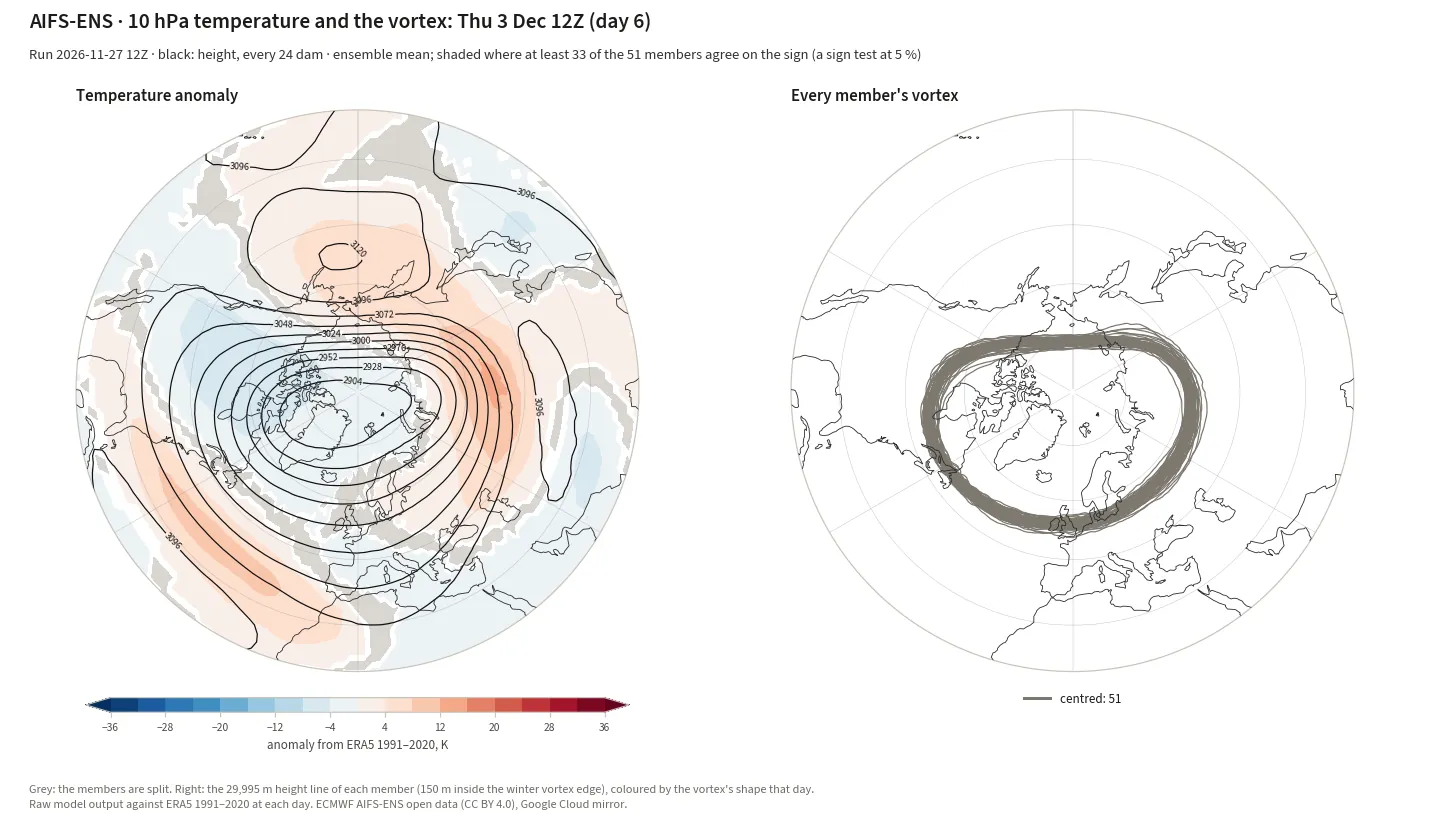 AIFS-ENS · 10 hPa temperature and the vortex: Thu 3 Dec 12Z (day 6)
Run 2026-11-27 12Z · black: height, every 24 dam · ensemble mean; shaded where at least 33 of the 51 members agree on the sign (a sign test at 5 %)
Temperature anomaly
Every member's vortex
3096
3096
3120
3096
3072
3048
3024
3000
2976
2952
2928
2904
3096
3096
centred: 51
−36 −28 −20 −12 −4 4 12 20 28 36
anomaly from ERA5 1991–2020, K
Grey: the members are split. Right: the 29,995 m height line of each member (150 m inside the winter vortex edge), coloured by the vortex's shape that day.
Raw model output against ERA5 1991–2020 at each day. ECMWF AIFS-ENS open data (CC BY 4.0), Google Cloud mirror.